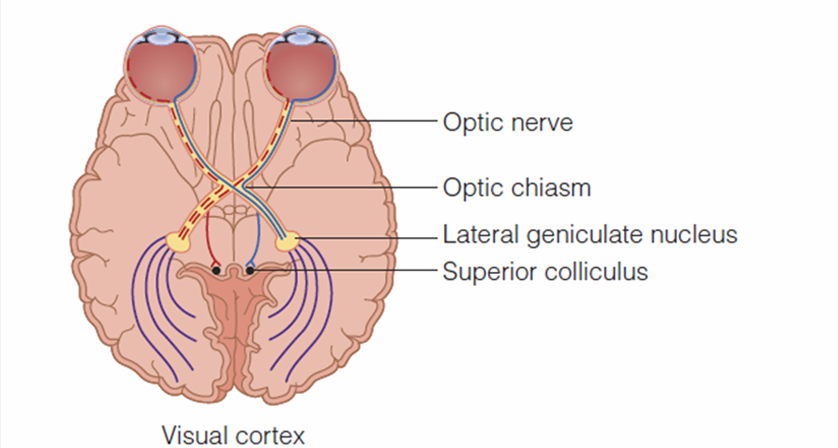 Optic nerve
Optic chiasm
Lateral geniculate nucleus
Superior colliculus
Visual cortex